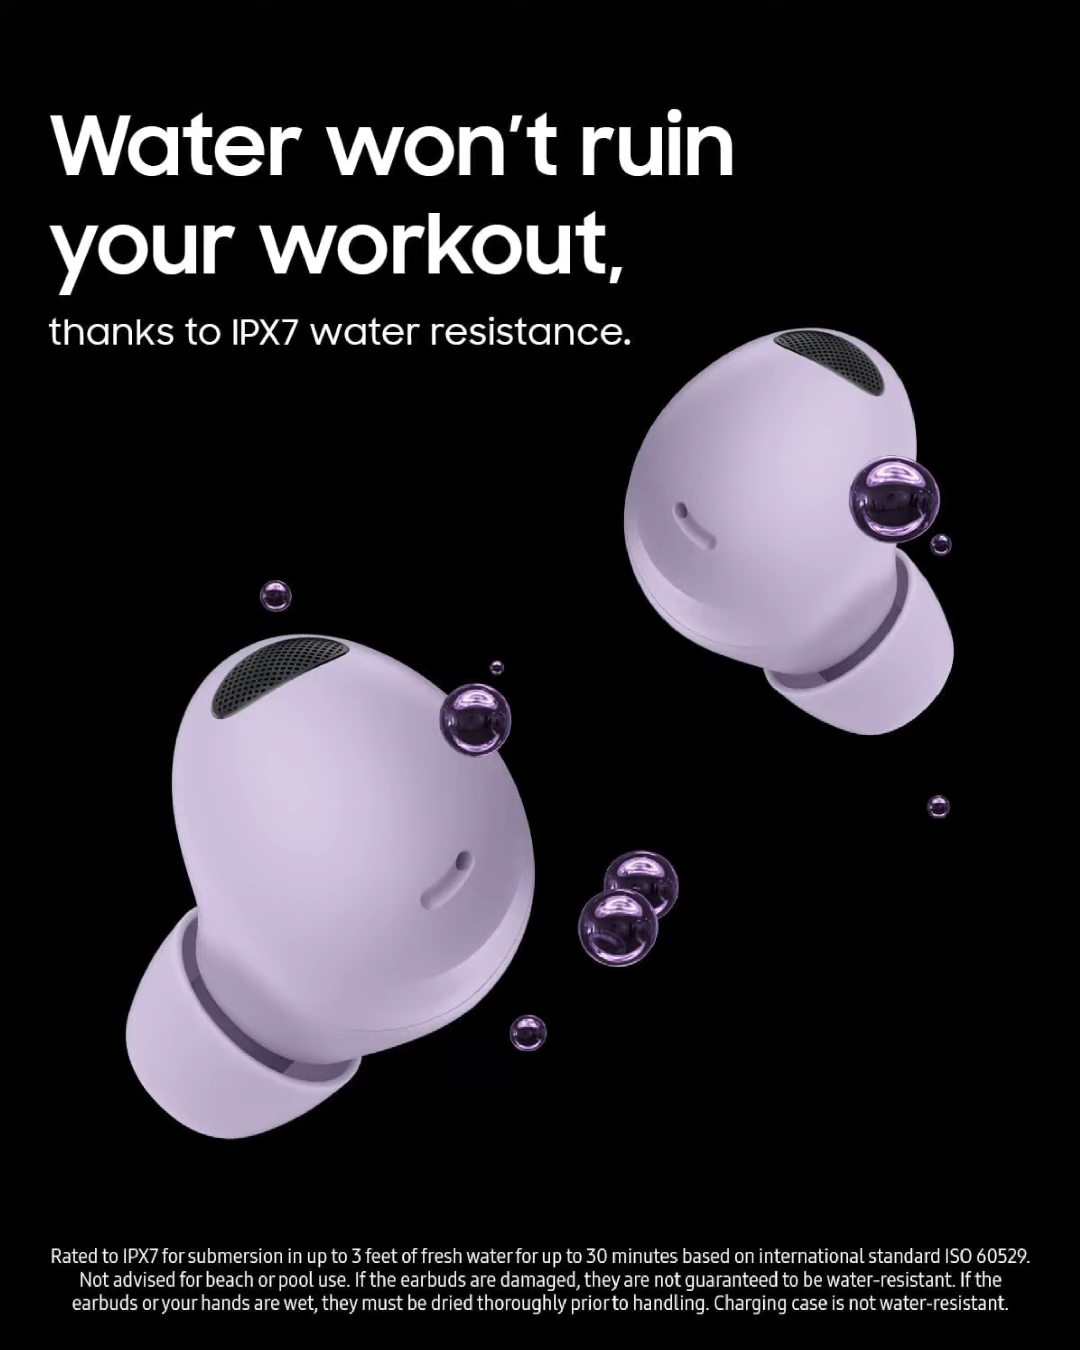 Water won’t ruin
your workout,
thanks to IPX7 water resistance.
Rated to IPX7 for submersion in up to 3 feet of fresh water for up to 30 minutes based on international standard ISO 60529.
Not advised for beach or pool use. If the earbuds are damaged, they are not guaranteed to be water-resistant. If the
earbuds or your hands are wet, they must be dried thoroughly prior to handling. Charging case is not water-resistant.